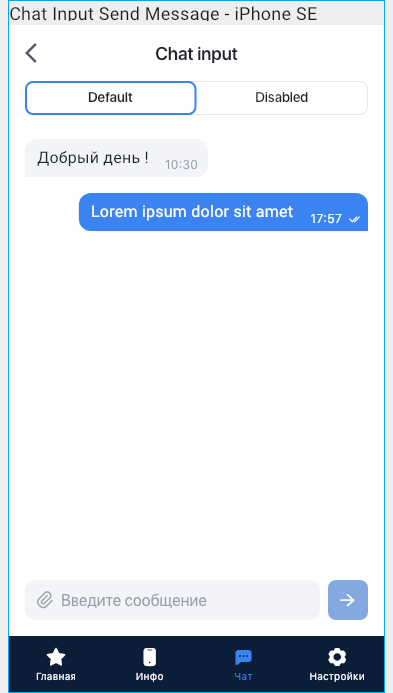 Chat Input Send Message - iPhone SE
Chat input
Default
Disabled
Добрый день !
10:30
Lorem ipsum dolor sit amet
17:57
Введите сообщение
Главная
Инфо
Чат
Настройки